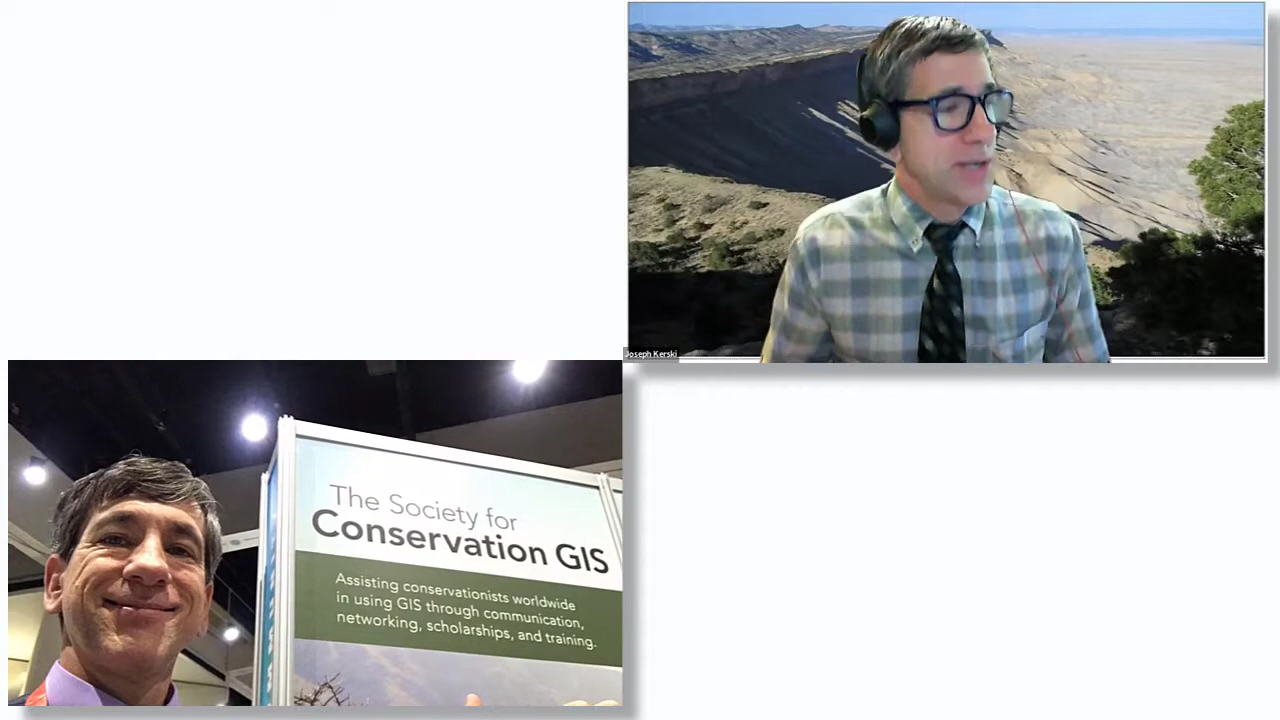 Joseph Kerski
The Society for
Conservation GIS
Assisting conservationists worldwide
in using GIS through communication,
networking, scholarships, and training.